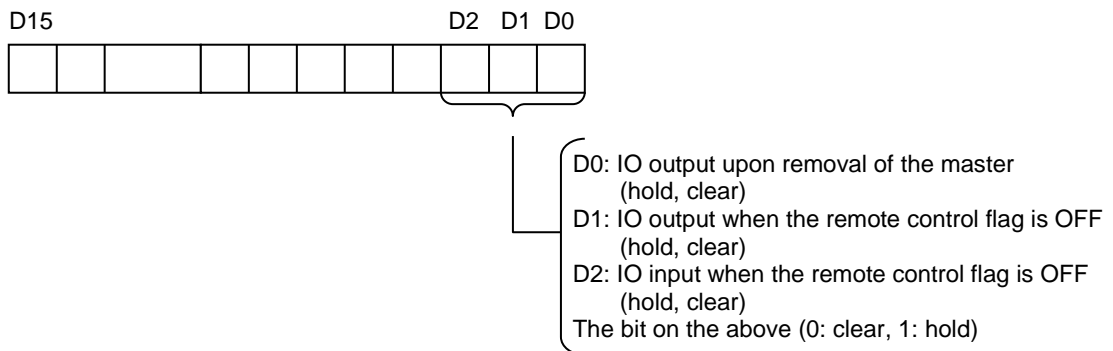 D15 D2 D1 D0
D0: IO output upon removal of the master
(hold, clear)
D1: IO output when the remote control flag is OFF
(hold, clear)
D2: IO input when the remote control flag is OFF
(hold, clear)
The bit on the above (0: clear, 1: hold)